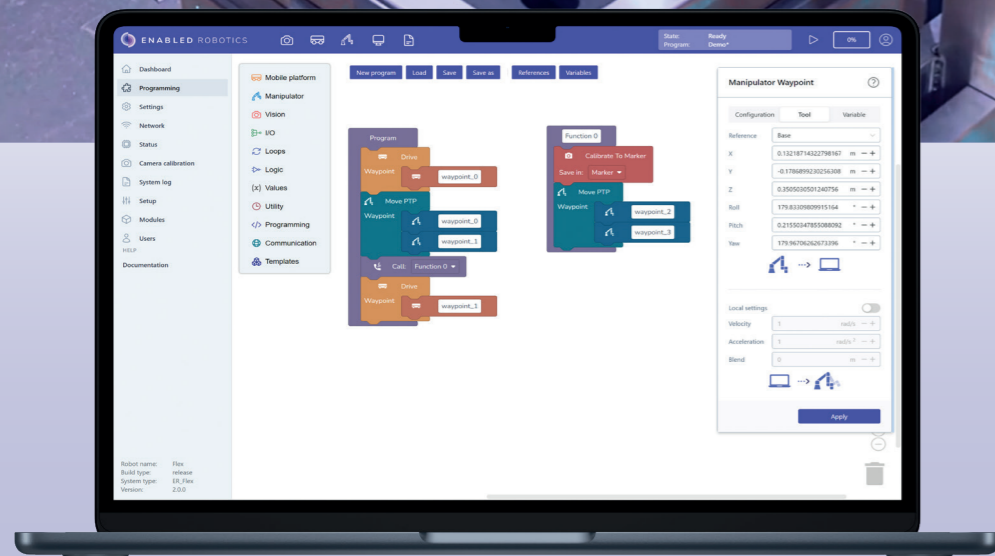 ENABLED ROBOTICS
State: Ready
Program: Demo*
0%
Dashboard
Programming
Settings
Network
Status
Camera calibration
System log
Setup
Modules
Users
HELP
Documentation
Robot name: Flex
Build type: release
System type: ER_Flex
Version: 2.0.0
Mobile platform
Manipulator
Vision
I/O
Loops
Logic
(x) Values
Utility
</> Programming
Communication
Templates
New program Load Save Save as References Variables
Program
Drive
Waypoint waypoint_0
Move PTP
Waypoint waypoint_0
waypoint_1
Call: Function 0
Drive
Waypoint waypoint_1
Function 0
Calibrate To Marker
Save in: Marker
Move PTP
Waypoint waypoint_2
waypoint_3
Manipulator Waypoint ?
Configuration Tool Variable
Reference Base
X 0.13218714322798167 m − +
Y -0.1786899230256308 m − +
Z 0.3505030501240756 m − +
Roll 179.83309809915164 ° − +
Pitch 0.21550347855088092 ° − +
Yaw 179.96706262673396 ° − +
Local settings
Velocity 1 rad/s − +
Acceleration 1 rad/s² − +
Blend 0 m − +
Apply